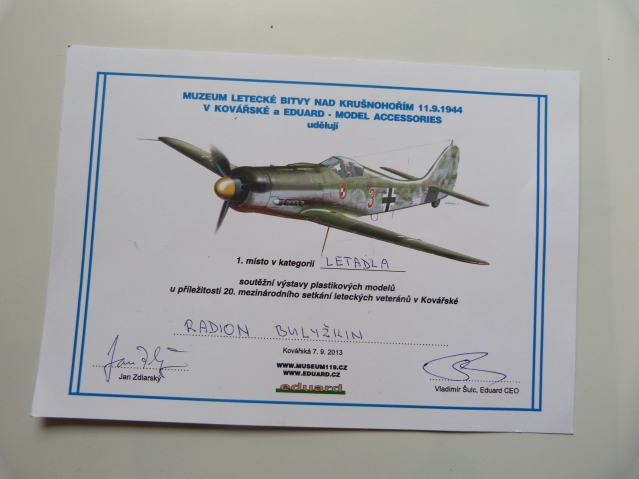 MUZEUM LETECKÉ BITVY NAD KRUŠNOHOŘÍM 11.9.1944
V KOVÁŘSKÉ a EDUARD - MODEL ACCESSORIES
udělují
3
1. místo v kategorii LETADLA
soutěžní výstavy plastikových modelů
u příležitosti 20. mezinárodního setkání leteckých veteránů v Kovářské
RADION BULYŽKIN
Kovářská 7. 9. 2013
WWW.MUSEUM119.CZ
WWW.EDUARD.CZ
eduard
Jan Zdiarský
Vladimír Šulc, Eduard CEO